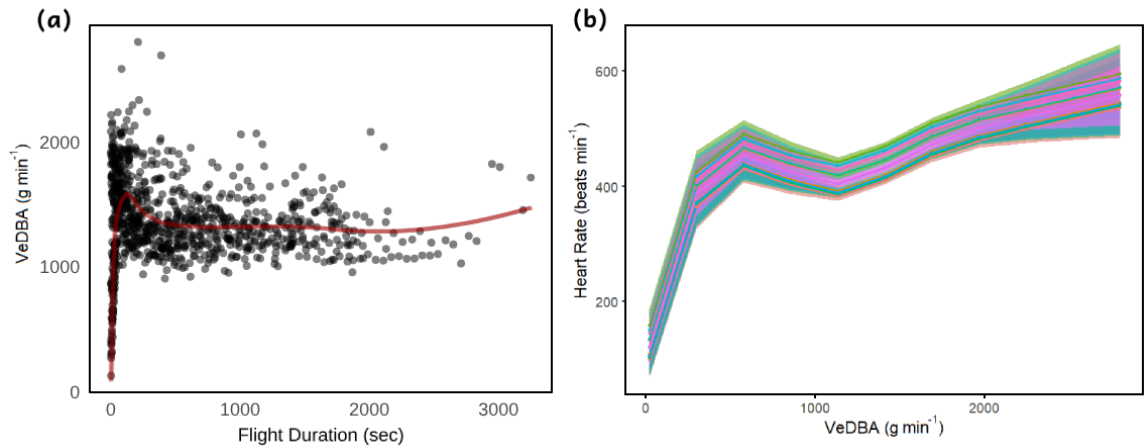 (a)
VeDBA (g min⁻¹)
2000
1000
0
0 1000 2000 3000
Flight Duration (sec)
(b)
Heart Rate (beats min⁻¹)
600
400
200
0 1000 2000
VeDBA (g min⁻¹)